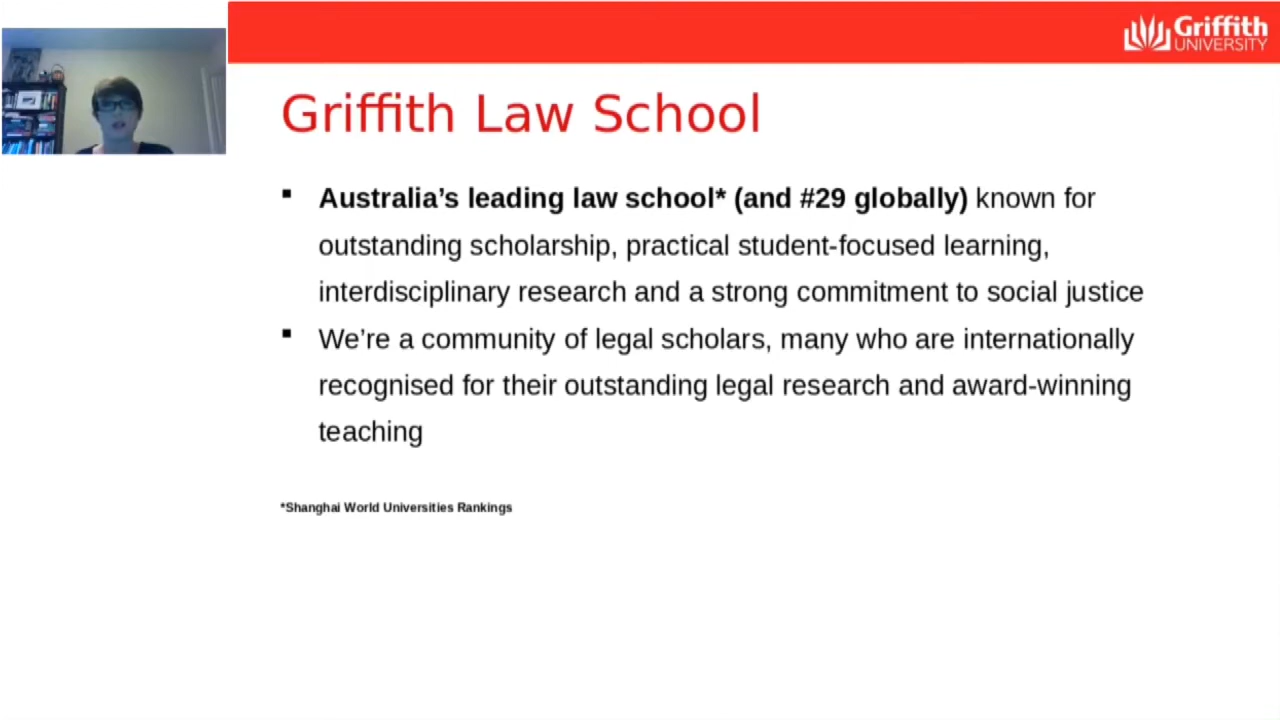 Griffith
UNIVERSITY
Griffith Law School
▪ Australia’s leading law school* (and #29 globally) known for
outstanding scholarship, practical student-focused learning,
interdisciplinary research and a strong commitment to social justice
▪ We’re a community of legal scholars, many who are internationally
recognised for their outstanding legal research and award-winning
teaching
*Shanghai World Universities Rankings